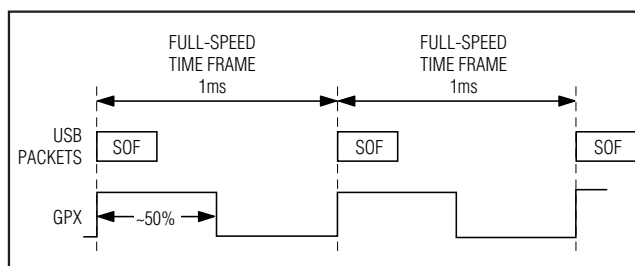 FULL-SPEED
TIME FRAME
1ms
FULL-SPEED
TIME FRAME
1ms
USB
PACKETS
SOF
SOF
SOF
GPX
~50%